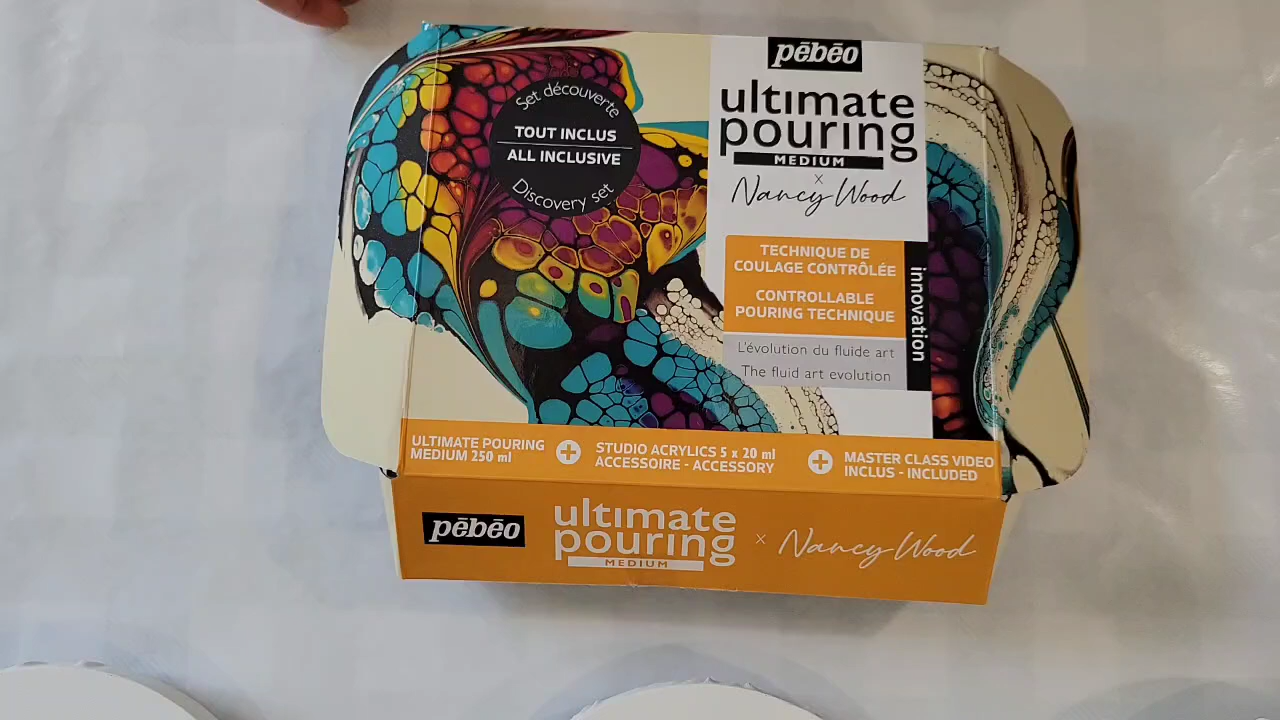 pēbēo
ultimate
pouring
MEDIUM
x
Nancy Wood
Set découverte
TOUT INCLUS
ALL INCLUSIVE
Discovery set
TECHNIQUE DE
COULAGE CONTRÔLÉE
CONTROLLABLE
POURING TECHNIQUE
innovation
L'évolution du fluide art
The fluid art evolution
ULTIMATE POURING
MEDIUM 250 ml
+
STUDIO ACRYLICS 5 x 20 ml
ACCESSOIRE - ACCESSORY
+
MASTER CLASS VIDEO
INCLUS - INCLUDED
pēbēo
ultimate
pouring
MEDIUM
x
Nancy Wood